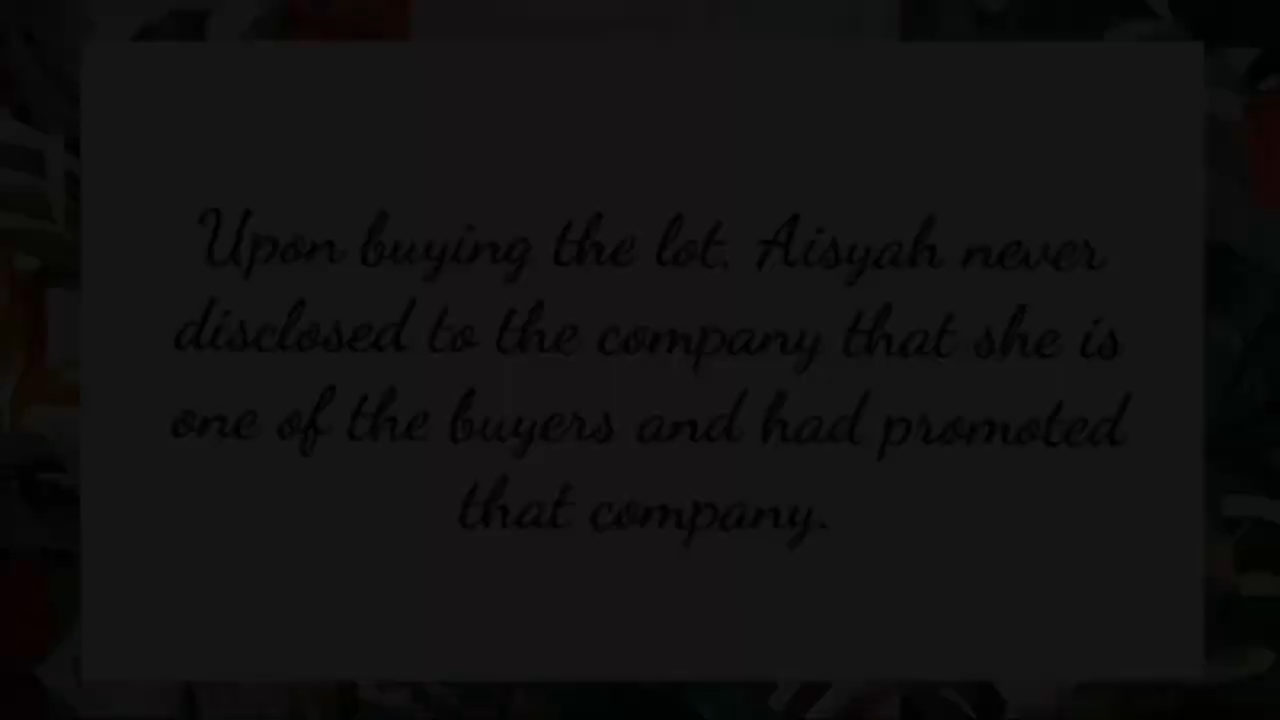 Upon buying the lot, Aisyah never
disclosed to the company that she is
one of the buyers and had promoted
that company.